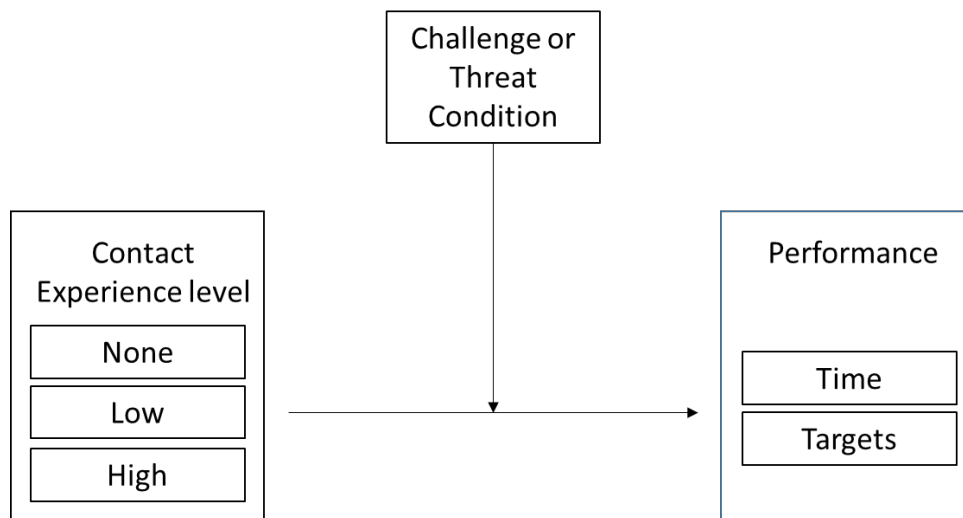 Challenge or
Threat
Condition
Contact
Experience level
None
Low
High
Performance
Time
Targets